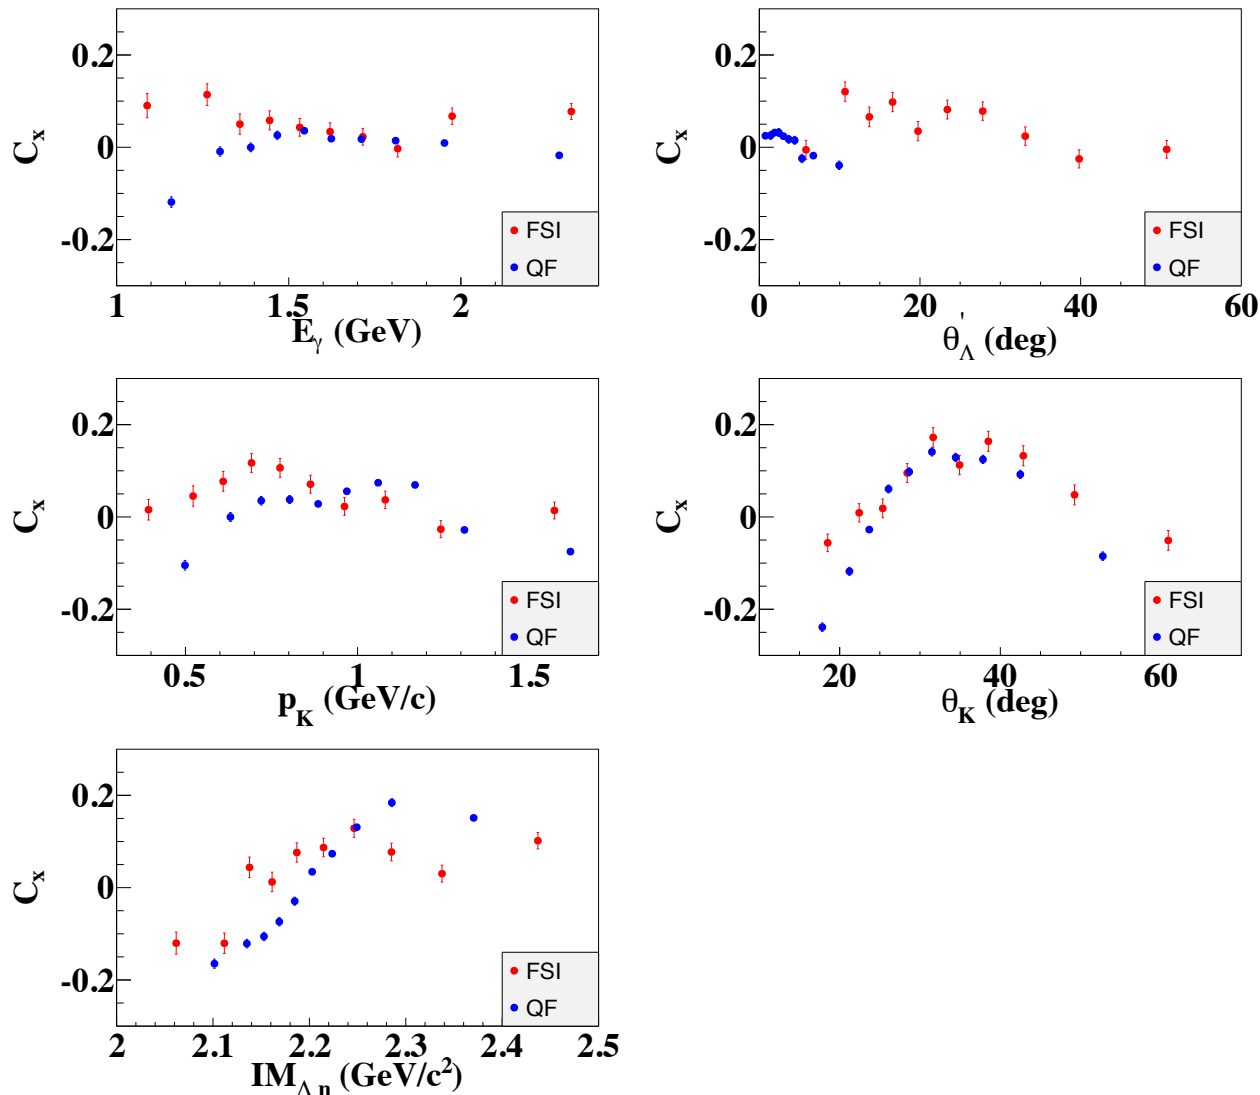 0.2
0
-0.2
C_x
FSI
QF
1 1.5 2
E_γ (GeV)
0.2
0
-0.2
C_x
FSI
QF
0 20 40 60
θ'_Λ (deg)
0.2
0
-0.2
C_x
FSI
QF
0.5 1 1.5
p_K (GeV/c)
0.2
0
-0.2
C_x
FSI
QF
20 40 60
θ_K (deg)
0.2
0
-0.2
C_x
FSI
QF
2 2.1 2.2 2.3 2.4 2.5
IM_Λn (GeV/c²)